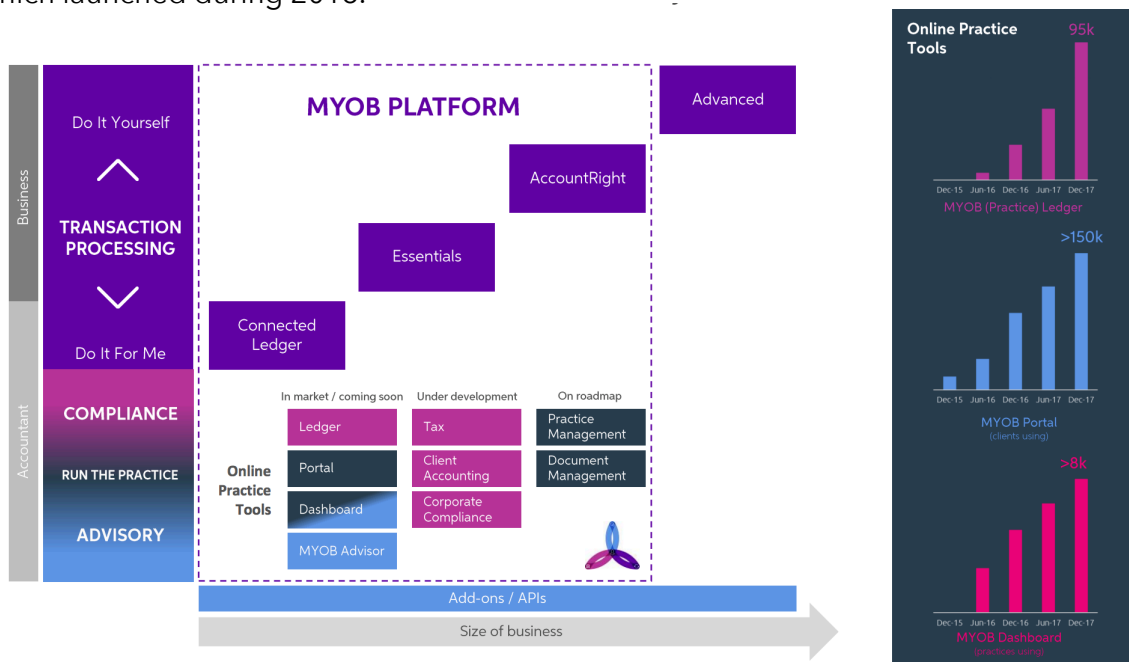 which launched during 2016.
Business
Accountant
Do It Yourself
TRANSACTION
PROCESSING
Do It For Me
COMPLIANCE
RUN THE PRACTICE
ADVISORY
MYOB PLATFORM
Advanced
AccountRight
Essentials
Connected
Ledger
Online
Practice
Tools
In market / coming soon
Ledger
Portal
Dashboard
MYOB Advisor
Under development
Tax
Client
Accounting
Corporate
Compliance
On roadmap
Practice
Management
Document
Management
Add-ons / APIs
Size of business
Online Practice
Tools
95k
Dec-15 Jun-16 Dec-16 Jun-17 Dec-17
MYOB (Practice) Ledger
>150k
Dec-15 Jun-16 Dec-16 Jun-17 Dec-17
MYOB Portal
(clients using)
>8k
Dec-15 Jun-16 Dec-16 Jun-17 Dec-17
MYOB Dashboard
(practices using)